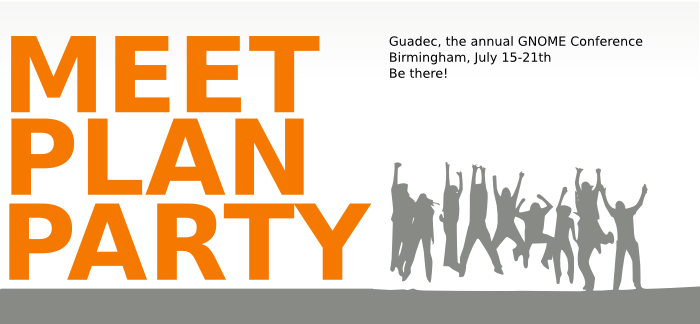 MEET
PLAN
PARTY
Guadec, the annual GNOME Conference
Birmingham, July 15-21th
Be there!